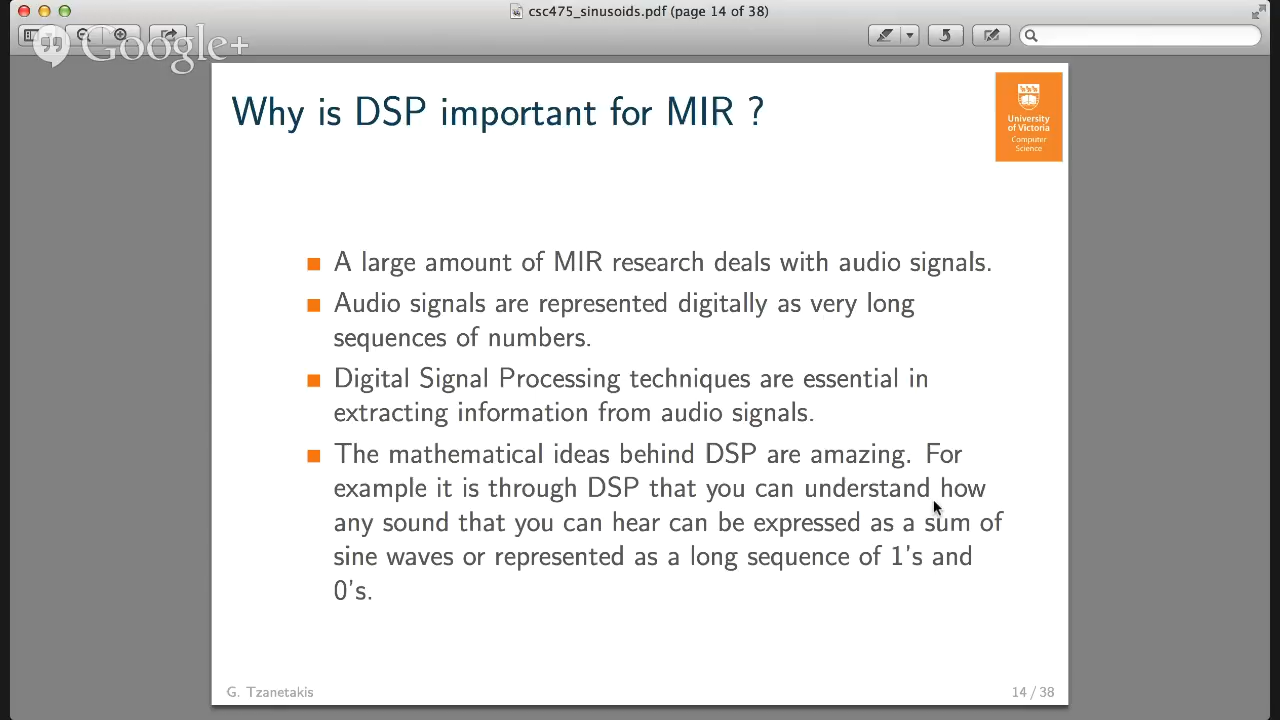 csc475_sinusoids.pdf (page 14 of 38)
Google+
Why is DSP important for MIR ?
University
of Victoria
Computer
Science
A large amount of MIR research deals with audio signals.
Audio signals are represented digitally as very long
sequences of numbers.
Digital Signal Processing techniques are essential in
extracting information from audio signals.
The mathematical ideas behind DSP are amazing. For
example it is through DSP that you can understand how
any sound that you can hear can be expressed as a sum of
sine waves or represented as a long sequence of 1's and
0's.
G. Tzanetakis
14 / 38